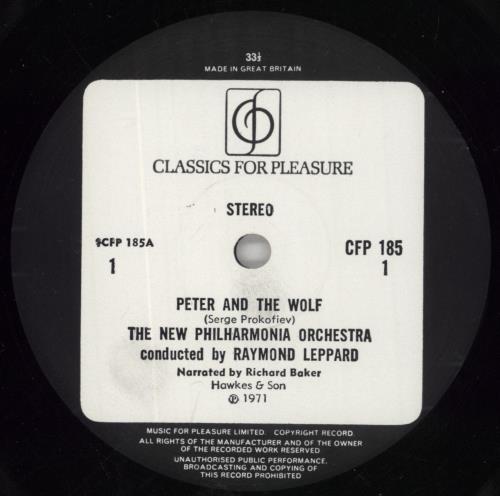 33⅓
MADE IN GREAT BRITAIN
CLASSICS FOR PLEASURE
STEREO
CFP 185A
CFP 185
1
1
PETER AND THE WOLF
(Serge Prokofiev)
THE NEW PHILHARMONIA ORCHESTRA
conducted by RAYMOND LEPPARD
Narrated by Richard Baker
Hawkes & Son
℗ 1971
MUSIC FOR PLEASURE LIMITED. COPYRIGHT RECORD
ALL RIGHTS OF THE MANUFACTURER AND OF THE OWNER
OF THE RECORDED WORK RESERVED
UNAUTHORISED PUBLIC PERFORMANCE,
BROADCASTING AND COPYING OF
THIS RECORD PROHIBITED